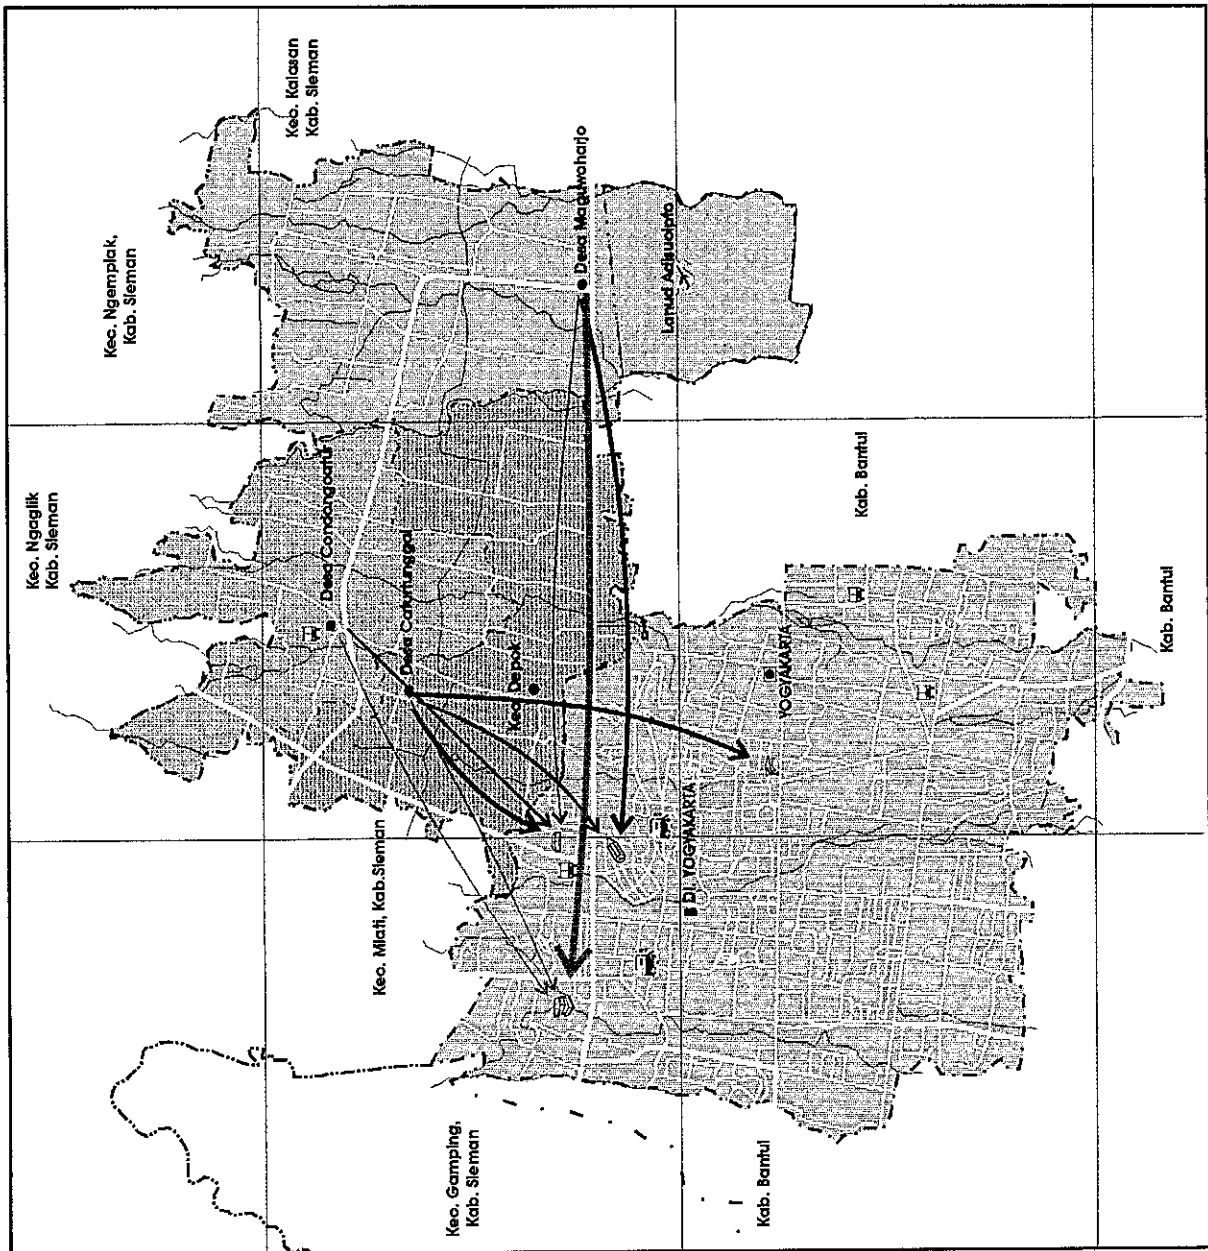 Kec. Ngaglik
Kab. Sleman
Kec. Ngemplak,
Kab. Sleman
Kec. Kalasan
Kab. Sleman
Desa Condongcatur
Kec. Mlati, Kab.Sleman
Desa Caturtunggal
Kec. Gamping,
Kab. Sleman
Kec. Depok
Desa Maguwoharjo
Lanud Adisucipto
DI. YOGYAKARTA
Kab. Bantul
YOGYAKARTA
Kab. Bantul
Kab. Bantul